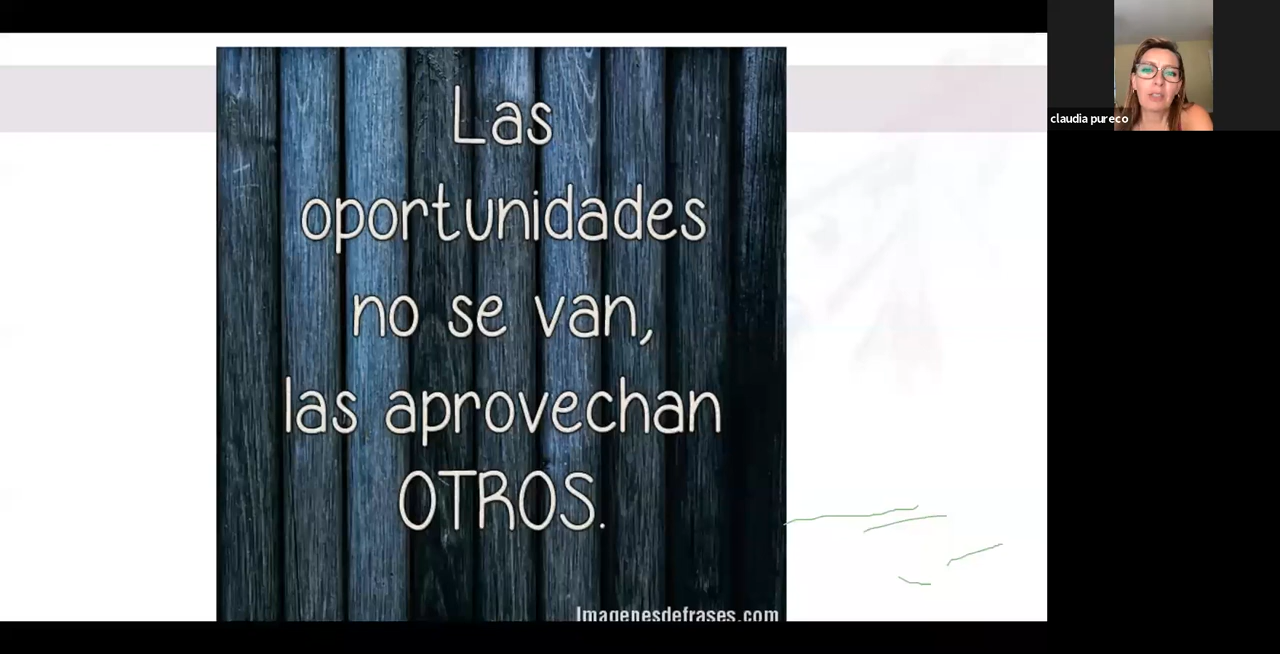 Las
oportunidades
no se van,
las aprovechan
OTROS.
Imagenesdefrases.com
claudia pureco